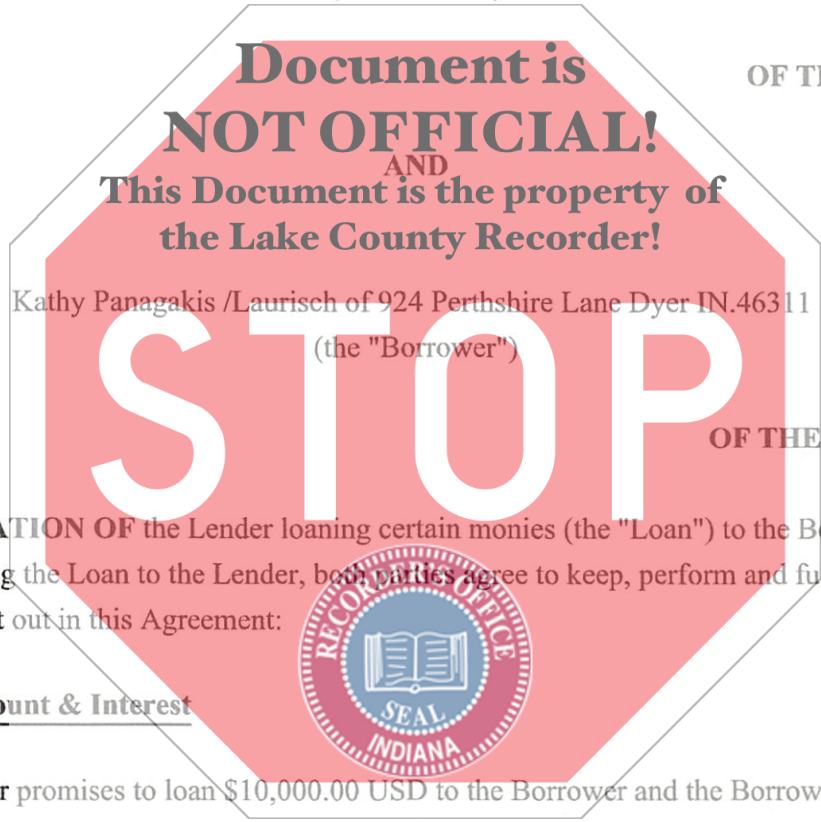 Document is
OF TH
NOT OFFICIAL!
AND
This Document is the property of
the Lake County Recorder!
Kathy Panagakis /Laurisch of 924 Perthshire Lane Dyer IN.46311
(the "Borrower")
STOP
OF THE
ATION OF the Lender loaning certain monies (the "Loan") to the Bo
g the Loan to the Lender, both parties agree to keep, perform and fu
t out in this Agreement:
RECORDER'S OFFICE
SEAL
INDIANA
ount & Interest
r promises to loan $10,000.00 USD to the Borrower and the Borrow